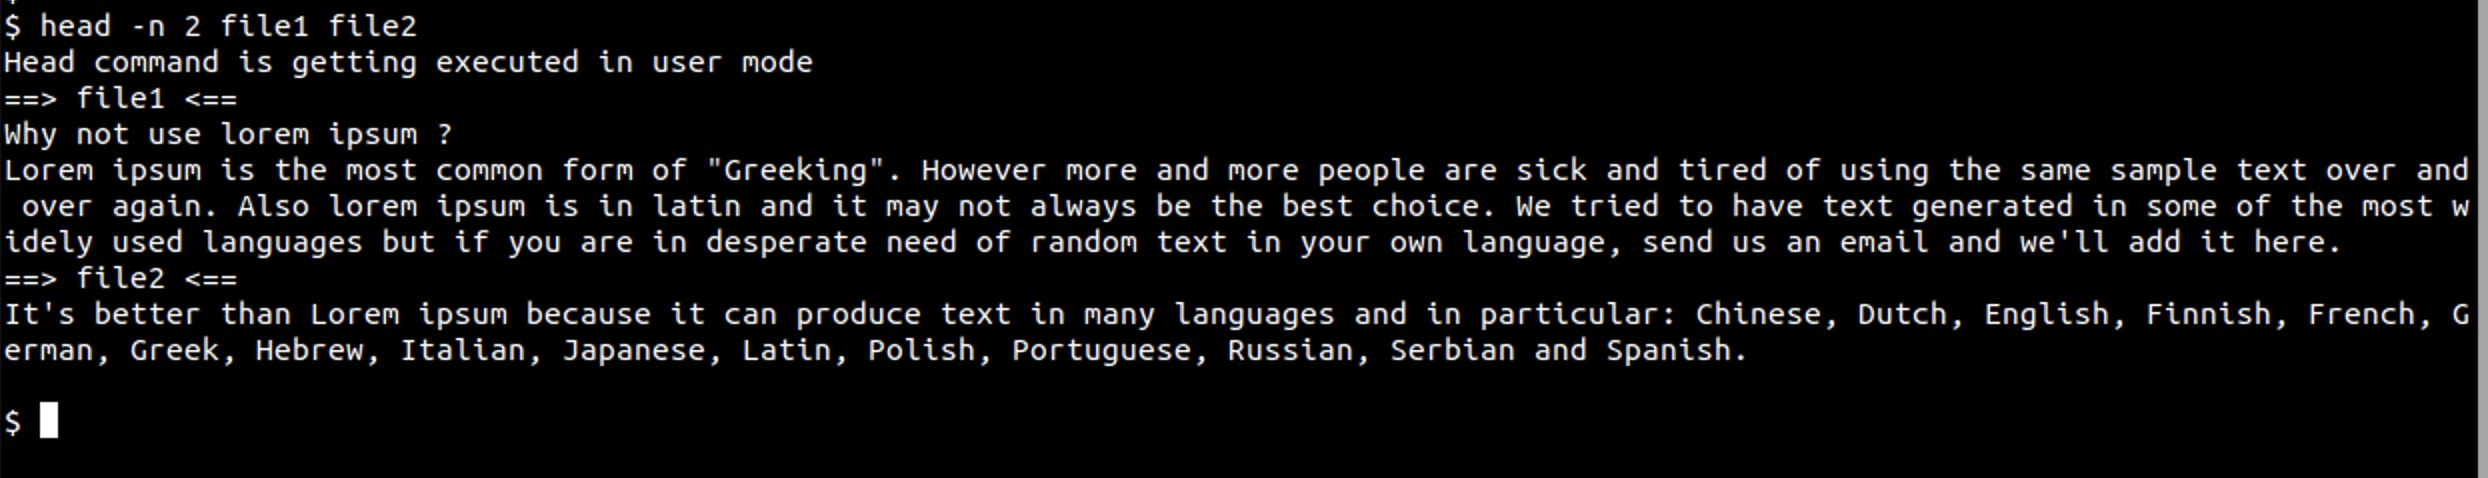 $ head -n 2 file1 file2
Head command is getting executed in user mode
==> file1 <==
Why not use lorem ipsum ?
Lorem ipsum is the most common form of "Greeking". However more and more people are sick and tired of using the same sample text over and
 over again. Also lorem ipsum is in latin and it may not always be the best choice. We tried to have text generated in some of the most w
idely used languages but if you are in desperate need of random text in your own language, send us an email and we'll add it here.
==> file2 <==
It's better than Lorem ipsum because it can produce text in many languages and in particular: Chinese, Dutch, English, Finnish, French, G
erman, Greek, Hebrew, Italian, Japanese, Latin, Polish, Portuguese, Russian, Serbian and Spanish.

$